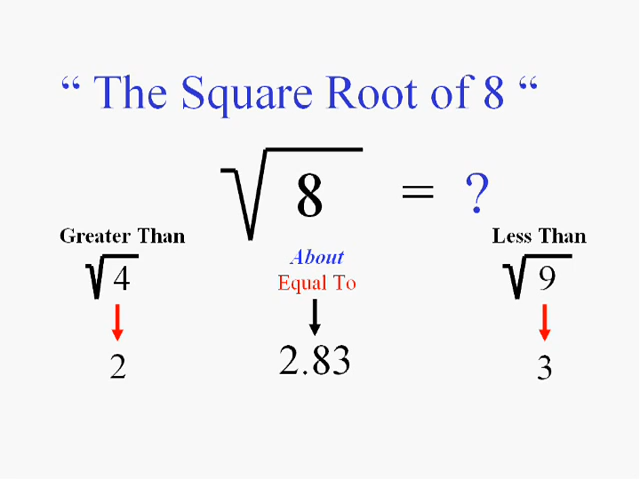 “ The Square Root of 8 “
√8 = ?
Greater Than
√4
2
About
Equal To
2.83
Less Than
√9
3